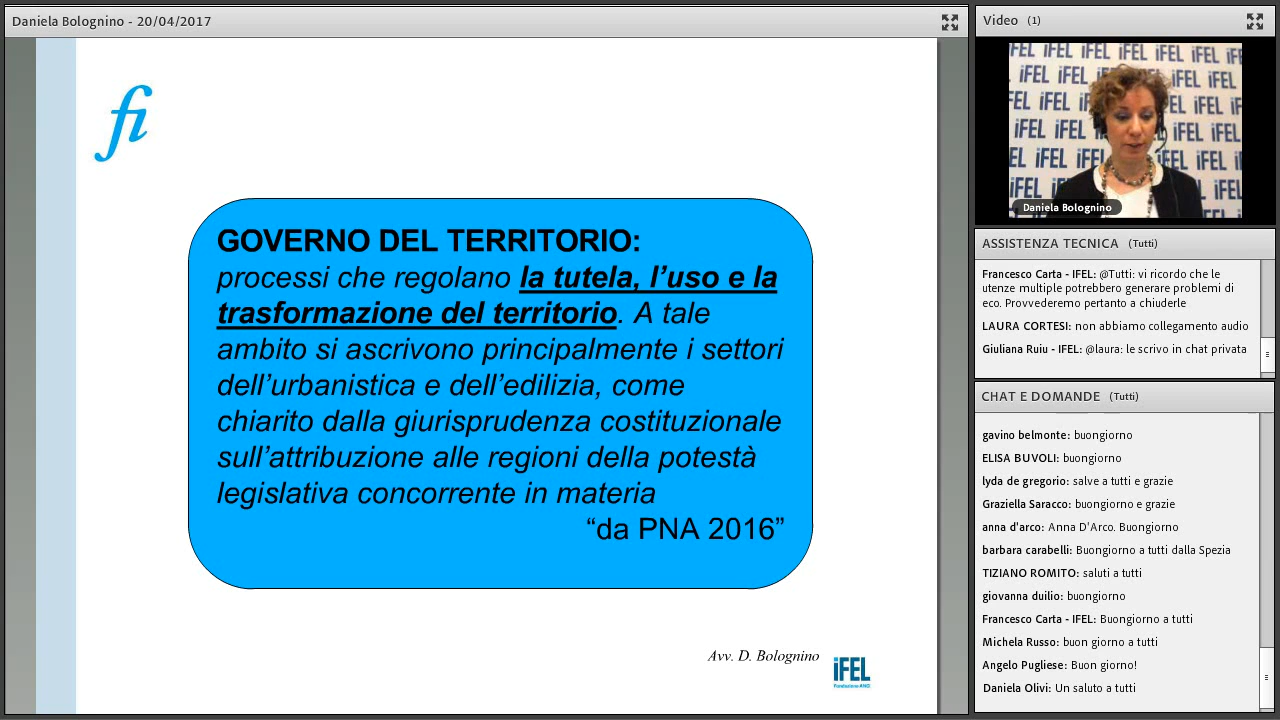 Daniela Bolognino - 20/04/2017
fi
GOVERNO DEL TERRITORIO:
processi che regolano la tutela, l’uso e la
trasformazione del territorio. A tale
ambito si ascrivono principalmente i settori
dell’urbanistica e dell’edilizia, come
chiarito dalla giurisprudenza costituzionale
sull’attribuzione alle regioni della potestà
legislativa concorrente in materia
“da PNA 2016”
Avv. D. Bolognino
iFEL
Fondazione ANCI
Video (1)
iFEL iFEL iFEL iFEL
Daniela Bolognino
ASSISTENZA TECNICA (Tutti)
Francesco Carta - IFEL: @Tutti: vi ricordo che le
utenze multiple potrebbero generare problemi di
eco. Provvederemo pertanto a chiuderle
LAURA CORTESI: non abbiamo collegamento audio
Giuliana Ruiu - IFEL: @laura: le scrivo in chat privata
CHAT E DOMANDE (Tutti)
gavino belmonte: buongiorno
ELISA BUVOLI: buongiorno
lyda de gregorio: salve a tutti e grazie
Graziella Saracco: buongiorno e grazie
anna d'arco: Anna D'Arco. Buongiorno
barbara carabelli: Buongiorno a tutti dalla Spezia
TIZIANO ROMITO: saluti a tutti
giovanna duilio: buongiorno
Francesco Carta - IFEL: Buongiorno a tutti
Michela Russo: buon giorno a tutti
Angelo Pugliese: Buon giorno!
Daniela Olivi: Un saluto a tutti